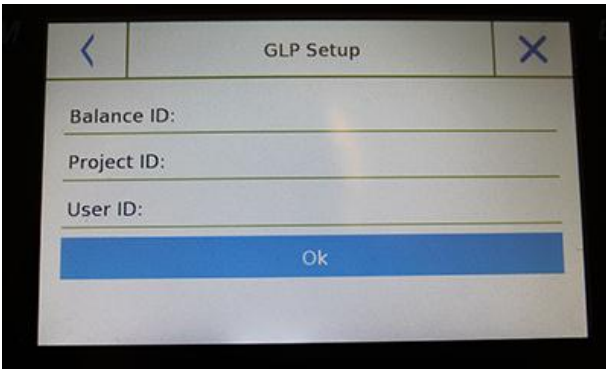 GLP Setup
Balance ID:
Project ID:
User ID:
Ok